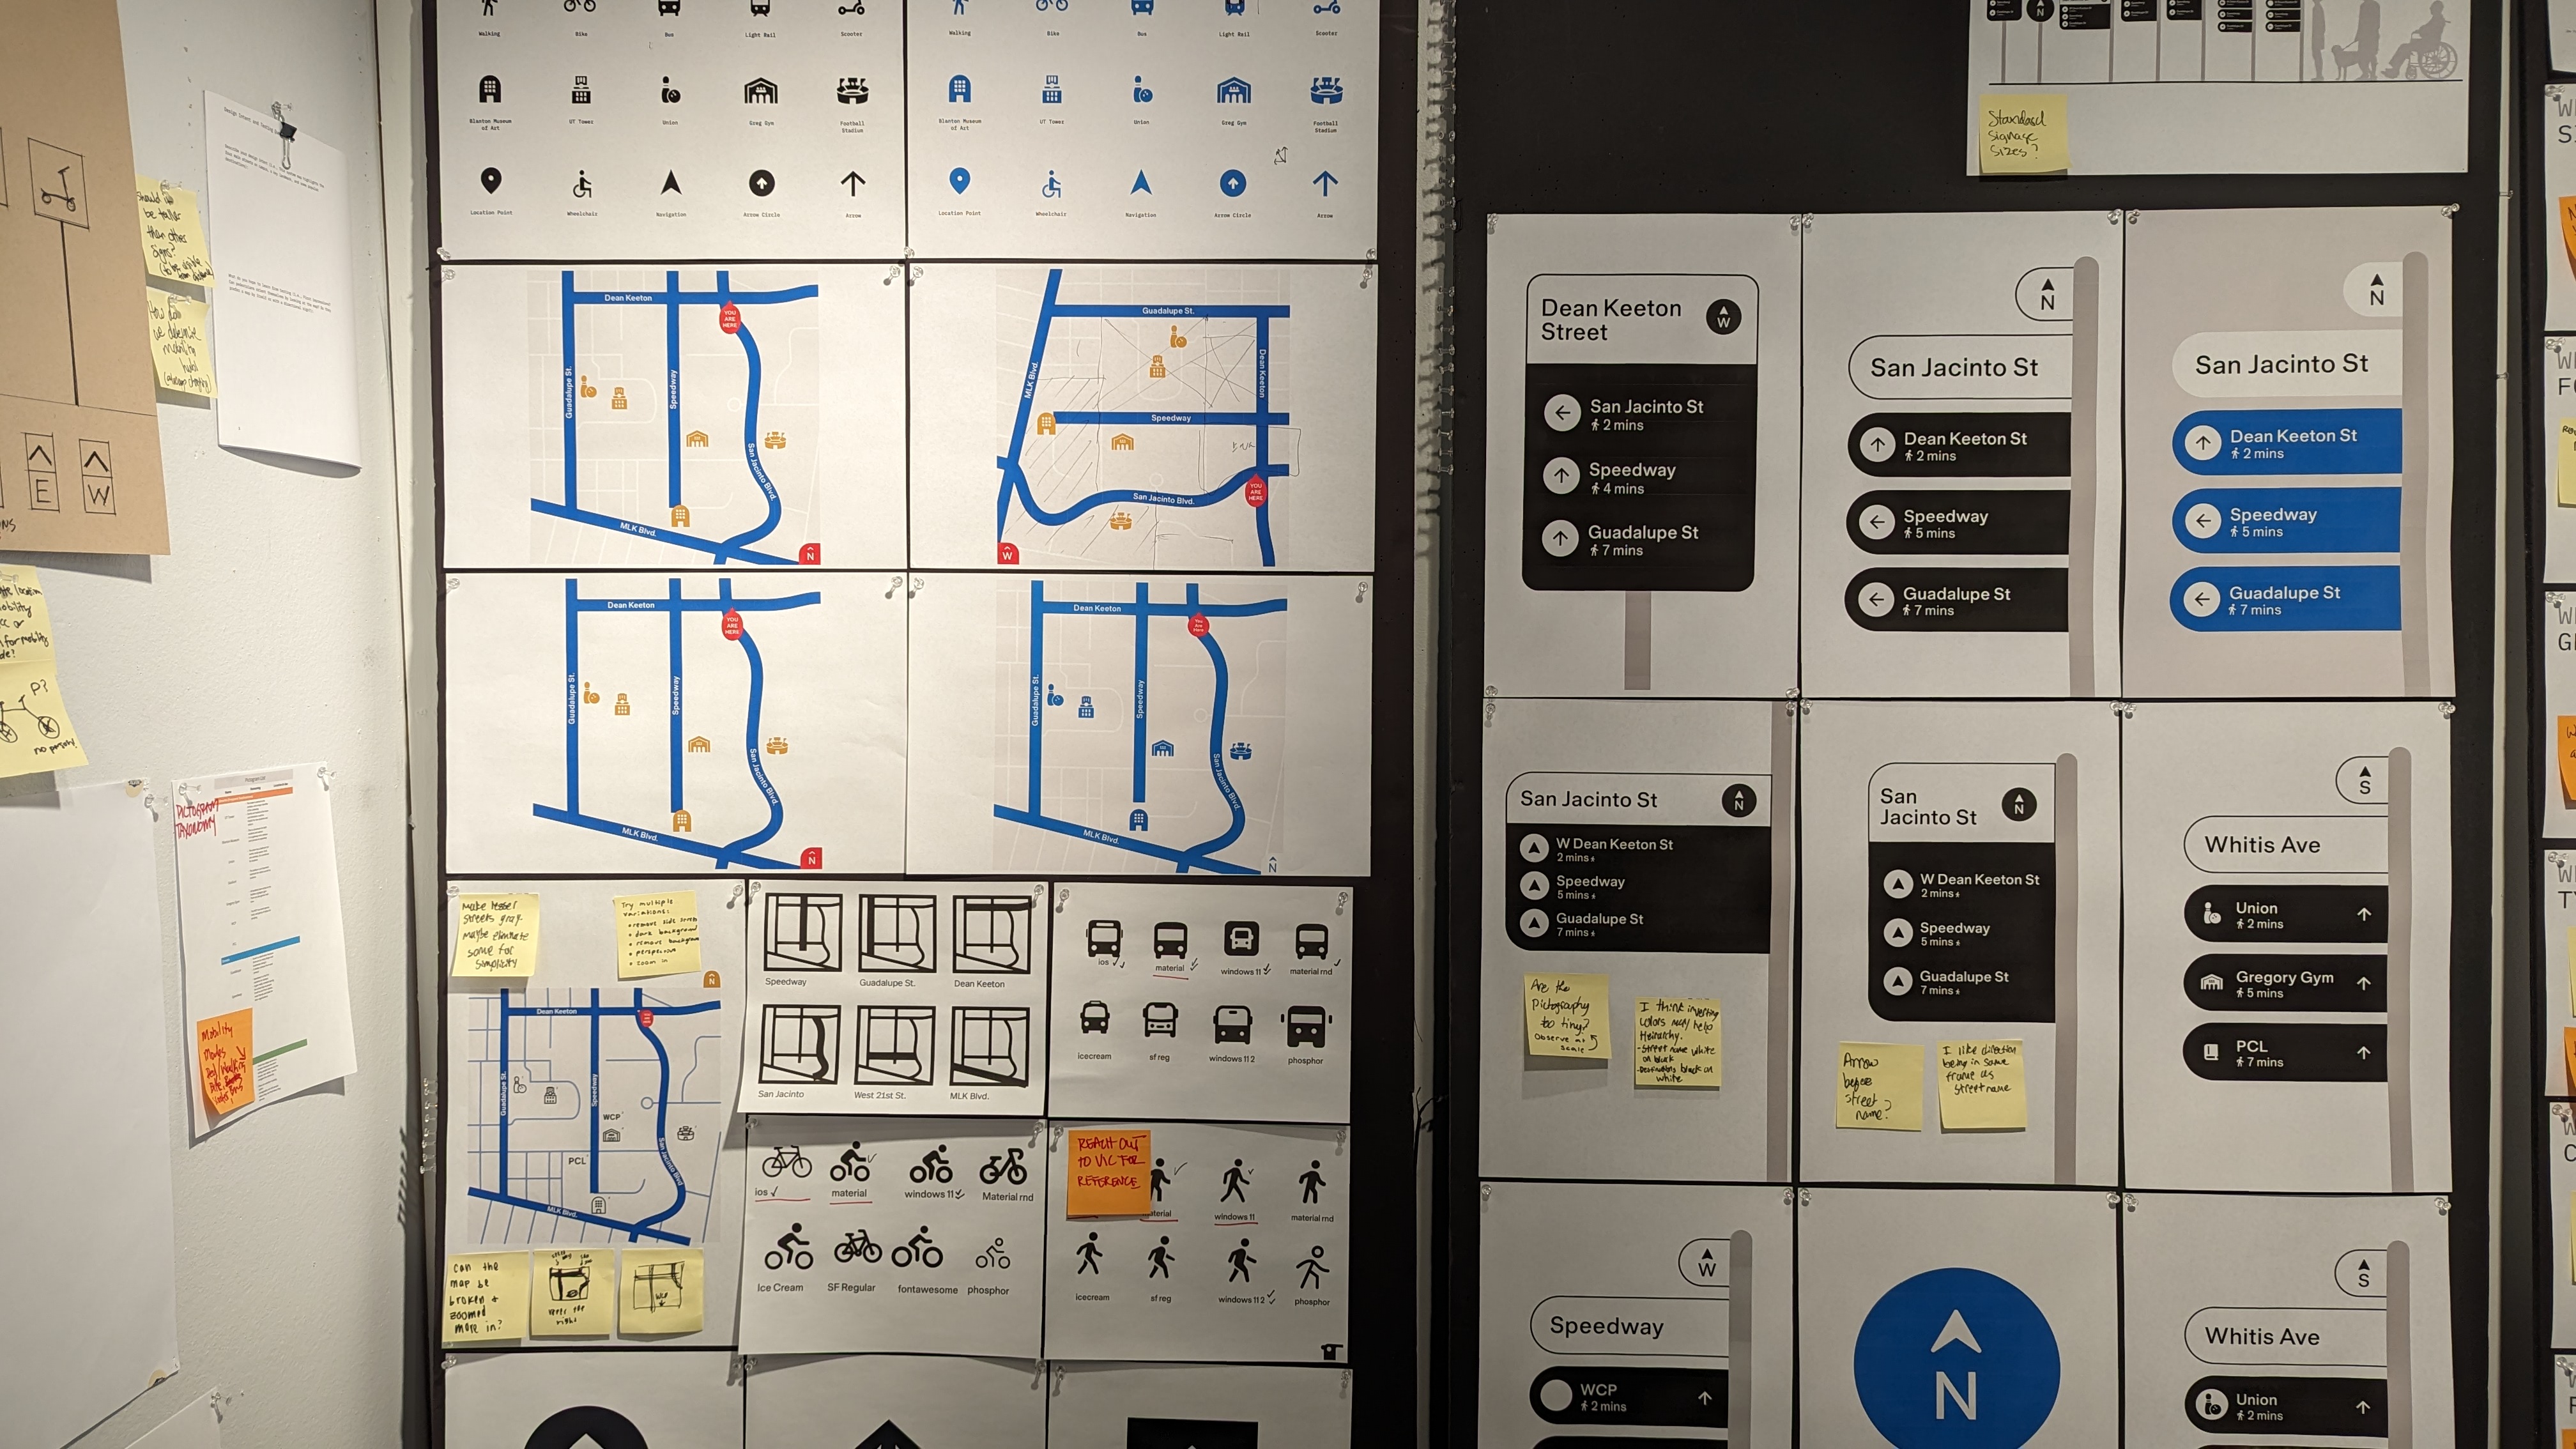 Walking
Bike
Bus
Light Rail
Scooter
Blanton Museum
of Art
UT Tower
Union
Greg Gym
Football
Stadium
Location Point
Wheelchair
Navigation
Arrow Circle
Arrow
Walking
Bike
Bus
Light Rail
Scooter
Blanton Museum
of Art
UT Tower
Union
Greg Gym
Football
Stadium
Location Point
Wheelchair
Navigation
Arrow Circle
Arrow
Should
be taller
than other
signs?
How do
we determine
mobility
hubs
E
W
P?
PICTOGRAM
TAXONOMY
Mobility
Modes
Dean Keeton
YOU
ARE
HERE
Guadalupe St.
Speedway
San Jacinto Blvd.
MLK Blvd.
N
Guadalupe St.
MLK Blvd.
Dean Keeton
Speedway
San Jacinto Blvd.
YOU
ARE
HERE
W
Dean Keeton
YOU
ARE
HERE
Guadalupe St.
Speedway
San Jacinto Blvd.
MLK Blvd.
N
Dean Keeton
You
Are
Here
Guadalupe St.
Speedway
San Jacinto Blvd.
MLK Blvd.
N
Make lesser
streets gray
maybe eliminate
some for
simplicity
Try multiple
variations:
• remove side streets
• dark background
• remove background
• perspective
• zoom in
N
Dean Keeton
Guadalupe St.
Speedway
WCP
PCL
San Jacinto Blvd
MLK Blvd.
can the
map be
broken +
zoomed
more in?
Speedway
Guadalupe St.
Dean Keeton
San Jacinto
West 21st St.
MLK Blvd.
ios
material
windows 11
material rnd
icecream
sf reg
windows 11 2
phosphor
ios
material
windows 11
Material rnd
Ice Cream
SF Regular
fontawesome
phosphor
REACH OUT
TO VICTOR
REFERENCE
material
windows 11
material rnd
icecream
sf reg
windows 11 2
phosphor
Standard
Signage
Sizes?
N
Dean Keeton
Street
W
San Jacinto St
2 mins
Speedway
4 mins
Guadalupe St
7 mins
N
San Jacinto St
Dean Keeton St
2 mins
Speedway
5 mins
Guadalupe St
7 mins
N
San Jacinto St
Dean Keeton St
2 mins
Speedway
5 mins
Guadalupe St
7 mins
San Jacinto St
N
W Dean Keeton St
2 mins
Speedway
5 mins
Guadalupe St
7 mins
Are the
Pictography
too tiny?
Observe at
scale
I think inverting
colors may help
Heirarchy.
- Street name white
on black
- Destinations black on
white
San
Jacinto St
N
W Dean Keeton St
2 mins
Speedway
5 mins
Guadalupe St
7 mins
Arrow
before
street
name?
I like direction
being in same
frame as
street name
S
Whitis Ave
Union
2 mins
Gregory Gym
5 mins
PCL
7 mins
W
Speedway
WCP
2 mins
N
S
Whitis Ave
Union
2 mins